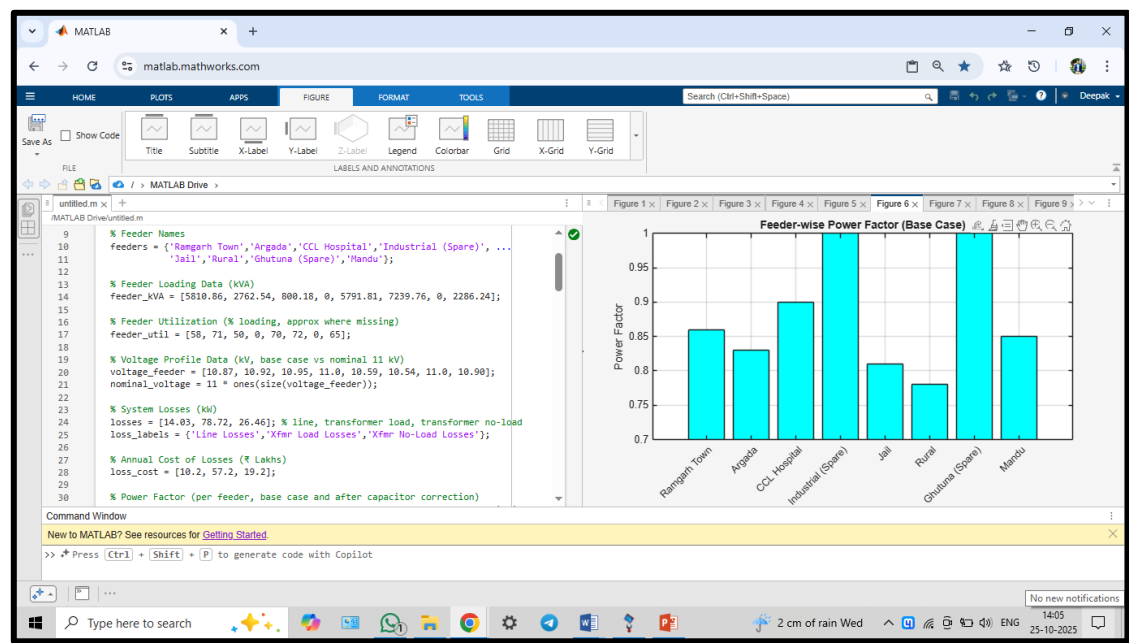 MATLAB
matlab.mathworks.com
HOME PLOTS APPS FIGURE FORMAT TOOLS Search (Ctrl+Shift+Space) Deepak
Save As Show Code Title Subtitle X-Label Y-Label Z-Label Legend Colorbar Grid X-Grid Y-Grid
FILE LABELS AND ANNOTATIONS
/ › MATLAB Drive ›
untitled.m × +
/MATLAB Drive/untitled.m
9 % Feeder Names
10 feeders = {'Ramgarh Town','Argada','CCL Hospital','Industrial (Spare)', ...
11 'Jail','Rural','Ghutuna (Spare)','Mandu'};
12
13 % Feeder Loading Data (kVA)
14 feeder_kVA = [5810.86, 2762.54, 800.18, 0, 5791.81, 7239.76, 0, 2286.24];
15
16 % Feeder Utilization (% loading, approx where missing)
17 feeder_util = [58, 71, 50, 0, 70, 72, 0, 65];
18
19 % Voltage Profile Data (kV, base case vs nominal 11 kV)
20 voltage_feeder = [10.87, 10.92, 10.95, 11.0, 10.59, 10.54, 11.0, 10.90];
21 nominal_voltage = 11 * ones(size(voltage_feeder));
22
23 % System Losses (kW)
24 losses = [14.03, 78.72, 26.46]; % line, transformer load, transformer no-load
25 loss_labels = {'Line Losses','Xfmr Load Losses','Xfmr No-Load Losses'};
26
27 % Annual Cost of Losses (₹ Lakhs)
28 loss_cost = [10.2, 57.2, 19.2];
29
30 % Power Factor (per feeder, base case and after capacitor correction)
Figure 1 × Figure 2 × Figure 3 × Figure 4 × Figure 5 × Figure 6 × Figure 7 × Figure 8 × Figure 9
Feeder-wise Power Factor (Base Case)
Power Factor
1
0.95
0.9
0.85
0.8
0.75
0.7
Ramgarh Town
Argada
CCL Hospital
Industrial (Spare)
Jail
Rural
Ghutuna (Spare)
Mandu
Command Window
New to MATLAB? See resources for Getting Started.
>> Press Ctrl + Shift + P to generate code with Copilot
No new notifications
Type here to search
2 cm of rain Wed
ENG
14:05
25-10-2025